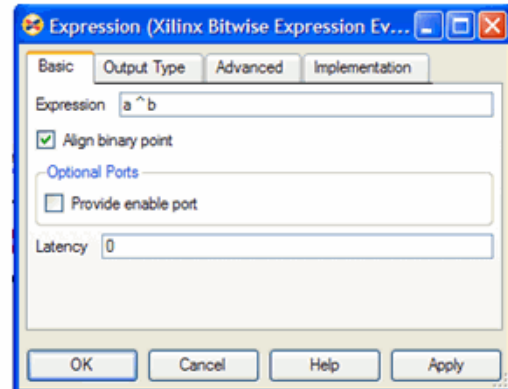 Expression (Xilinx Bitwise Expression Ev...
Basic Output Type Advanced Implementation
Expression a ^ b
Align binary point
Optional Ports
Provide enable port
Latency 0
OK Cancel Help Apply